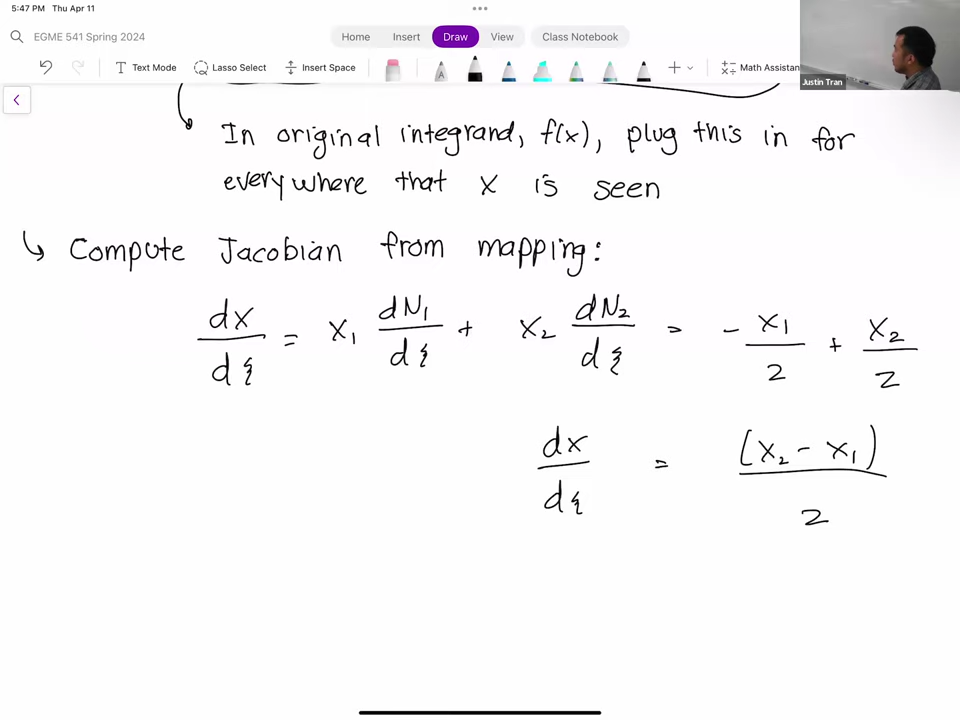 5:47 PM Thu Apr 11
EGME 541 Spring 2024
Home Insert Draw View Class Notebook
Text Mode Lasso Select Insert Space Math Assistan
Justin Tran
In original integrand, f(x), plug this in for
everywhere that x is seen
↳ Compute Jacobian from mapping:
dx/dξ = x₁ dN₁/dξ + x₂ dN₂/dξ = - x₁/2 + x₂/2
dx/dξ = (x₂ - x₁)/2